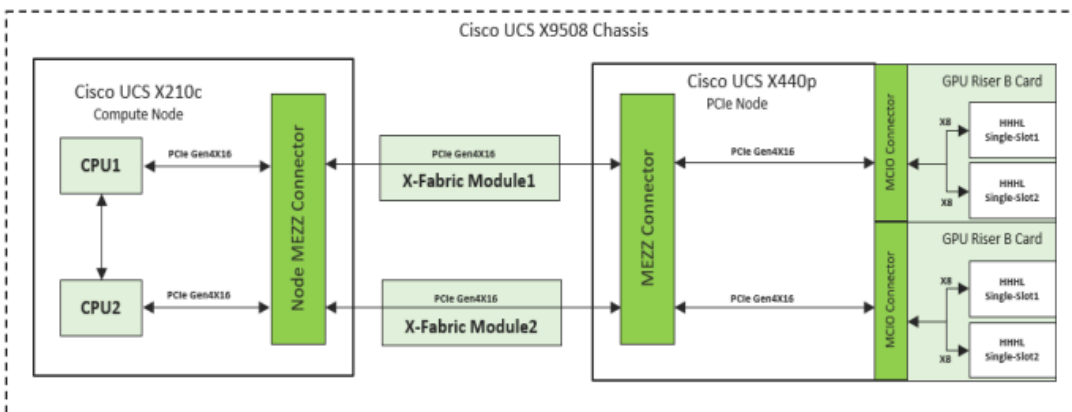 Cisco UCS X9508 Chassis
Cisco UCS X210c
Compute Node
CPU1
PCIe Gen4X16
CPU2
PCIe Gen4X16
Node MEZZ Connector
PCIe Gen4X16
X-Fabric Module1
PCIe Gen4X16
X-Fabric Module2
Cisco UCS X440p
PCIe Node
MEZZ Connector
PCIe Gen4X16
PCIe Gen4X16
MCIO Connector
GPU Riser B Card
X8
HHHL
Single-Slot1
X8
HHHL
Single-Slot2
MCIO Connector
GPU Riser B Card
X8
HHHL
Single-Slot1
X8
HHHL
Single-Slot2